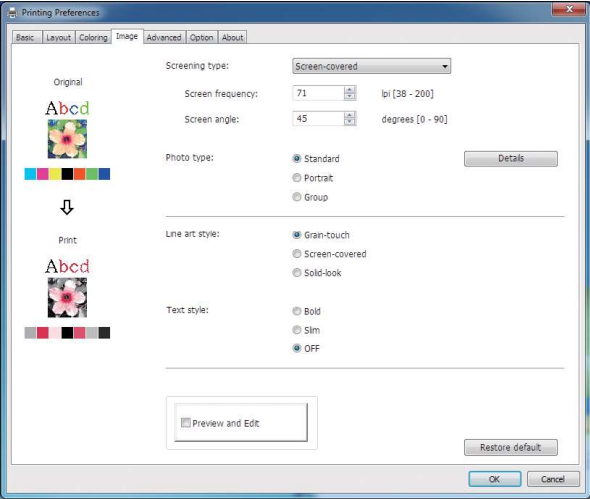 Printing Preferences
Basic Layout Coloring Image Advanced Option About
Original
Abcd
Print
Abcd
Screening type: Screen-covered
Screen frequency: 71 lpi [38 - 200]
Screen angle: 45 degrees [0 - 90]
Photo type: Standard Details
Portrait
Group
Line art style: Grain-touch
Screen-covered
Solid-look
Text style: Bold
Slim
OFF
Preview and Edit
Restore default
OK Cancel